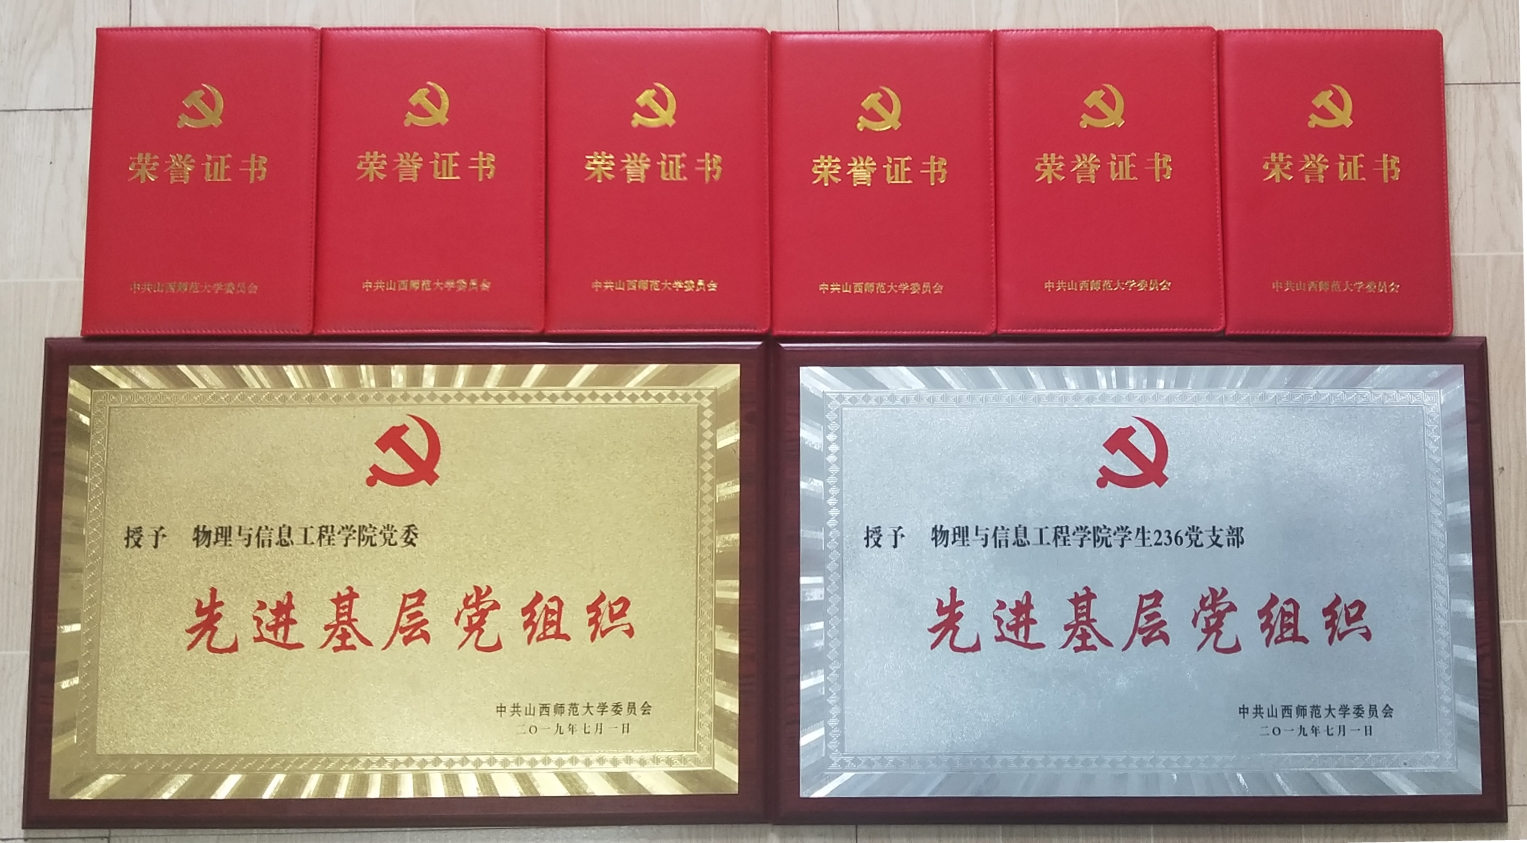 荣誉证书
中共山西师范大学委员会
荣誉证书
中共山西师范大学委员会
荣誉证书
中共山西师范大学委员会
荣誉证书
中共山西师范大学委员会
荣誉证书
中共山西师范大学委员会
荣誉证书
中共山西师范大学委员会
授予 物理与信息工程学院党委
先进基层党组织
中共山西师范大学委员会
二〇一九年七月一日
授予 物理与信息工程学院学生236党支部
先进基层党组织
中共山西师范大学委员会
二〇一九年七月一日